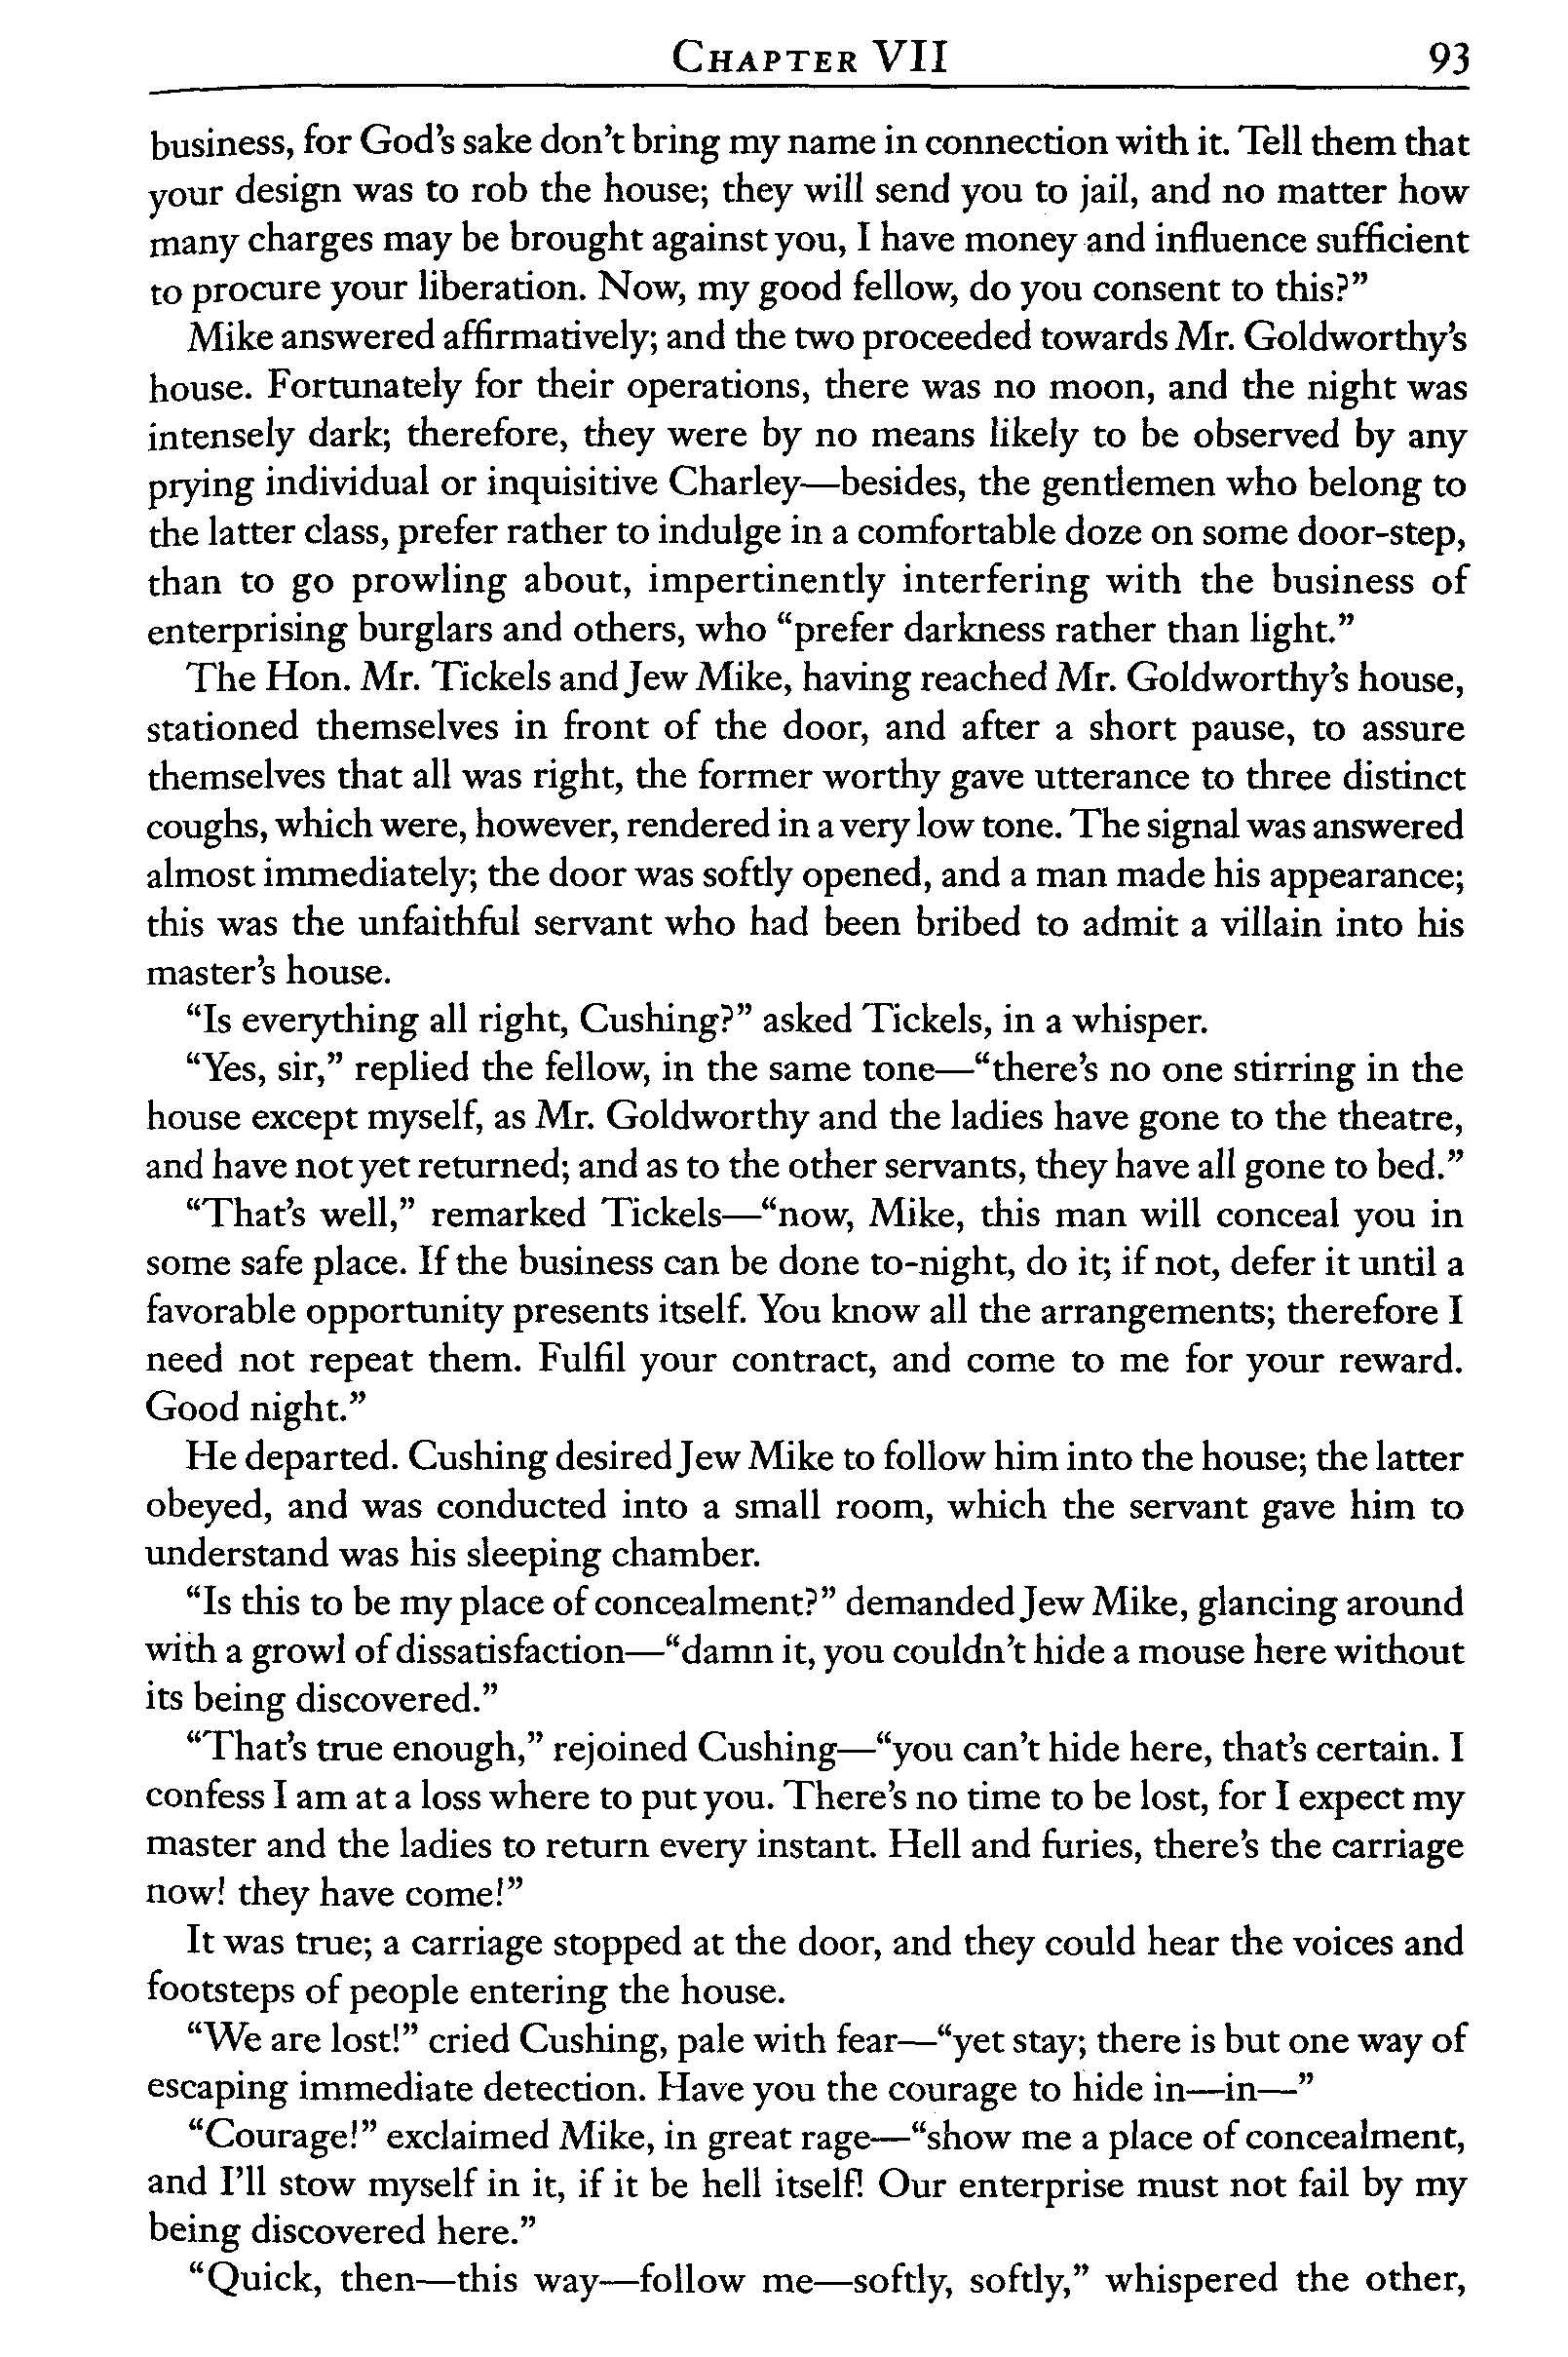 CHAPTER VII 93
business, for God's sake don't bring my name in connection with it. Tell them that
your design was to rob the house; they will send you to jail, and no matter how
many charges may be brought against you, I have money and influence sufficient
to procure your liberation. Now, my good fellow, do you consent to this?”
Mike answered affirmatively; and the two proceeded towards Mr. Goldworthy's
house. Fortunately for their operations, there was no moon, and the night was
intensely dark; therefore, they were by no means likely to be observed by any
prying individual or inquisitive Charley—besides, the gentlemen who belong to
the latter class, prefer rather to indulge in a comfortable doze on some door-step,
than to go prowling about, impertinently interfering with the business of
enterprising burglars and others, who “prefer darkness rather than light.”
The Hon. Mr. Tickels and Jew Mike, having reached Mr. Goldworthy's house,
stationed themselves in front of the door, and after a short pause, to assure
themselves that all was right, the former worthy gave utterance to three distinct
coughs, which were, however, rendered in a very low tone. The signal was answered
almost immediately; the door was softly opened, and a man made his appearance;
this was the unfaithful servant who had been bribed to admit a villain into his
master's house.
“Is everything all right, Cushing?” asked Tickels, in a whisper.
“Yes, sir,” replied the fellow, in the same tone—“there's no one stirring in the
house except myself, as Mr. Goldworthy and the ladies have gone to the theatre,
and have not yet returned; and as to the other servants, they have all gone to bed.”
“That's well,” remarked Tickels—“now, Mike, this man will conceal you in
some safe place. If the business can be done to-night, do it; if not, defer it until a
favorable opportunity presents itself. You know all the arrangements; therefore I
need not repeat them. Fulfil your contract, and come to me for your reward.
Good night.”
He departed. Cushing desired Jew Mike to follow him into the house; the latter
obeyed, and was conducted into a small room, which the servant gave him to
understand was his sleeping chamber.
“Is this to be my place of concealment?” demanded Jew Mike, glancing around
with a growl of dissatisfaction—“damn it, you couldn't hide a mouse here without
its being discovered.”
“That's true enough,” rejoined Cushing—“you can't hide here, that's certain. I
confess I am at a loss where to put you. There's no time to be lost, for I expect my
master and the ladies to return every instant. Hell and furies, there's the carriage
now! they have come!”
It was true; a carriage stopped at the door, and they could hear the voices and
footsteps of people entering the house.
“We are lost!” cried Cushing, pale with fear—“yet stay; there is but one way of
escaping immediate detection. Have you the courage to hide in—in—”
“Courage!” exclaimed Mike, in great rage—“show me a place of concealment,
and I'll stow myself in it, if it be hell itself! Our enterprise must not fail by my
being discovered here.”
“Quick, then—this way—follow me—softly, softly,” whispered the other,